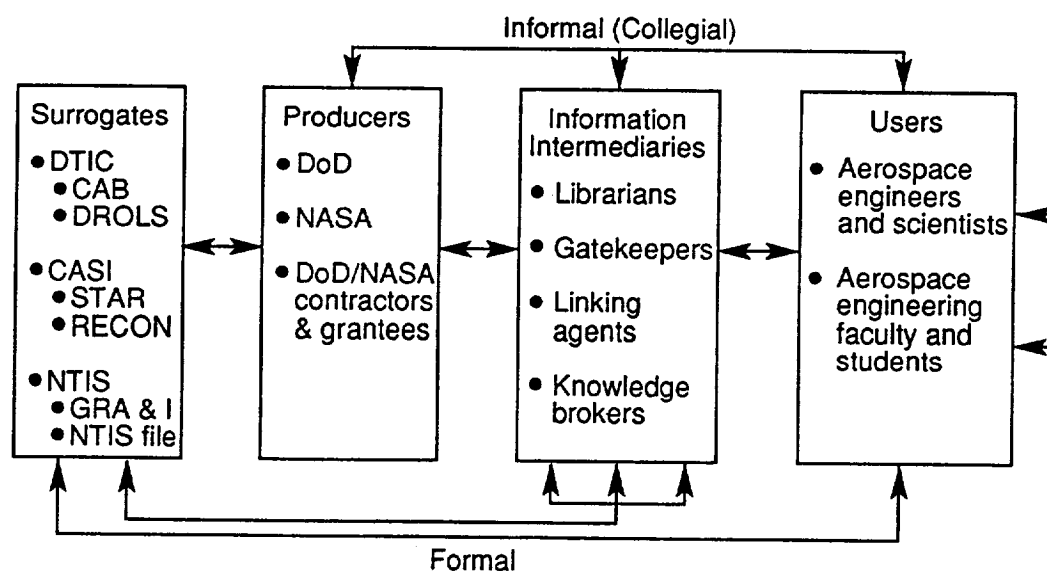 Informal (Collegial)
Surrogates
● DTIC
● CAB
● DROLS
● CASI
● STAR
● RECON
● NTIS
● GRA & I
● NTIS file
Producers
● DoD
● NASA
● DoD/NASA
contractors
& grantees
Information
Intermediaries
● Librarians
● Gatekeepers
● Linking
agents
● Knowledge
brokers
Users
● Aerospace
engineers
and scientists
● Aerospace
engineering
faculty and
students
Formal